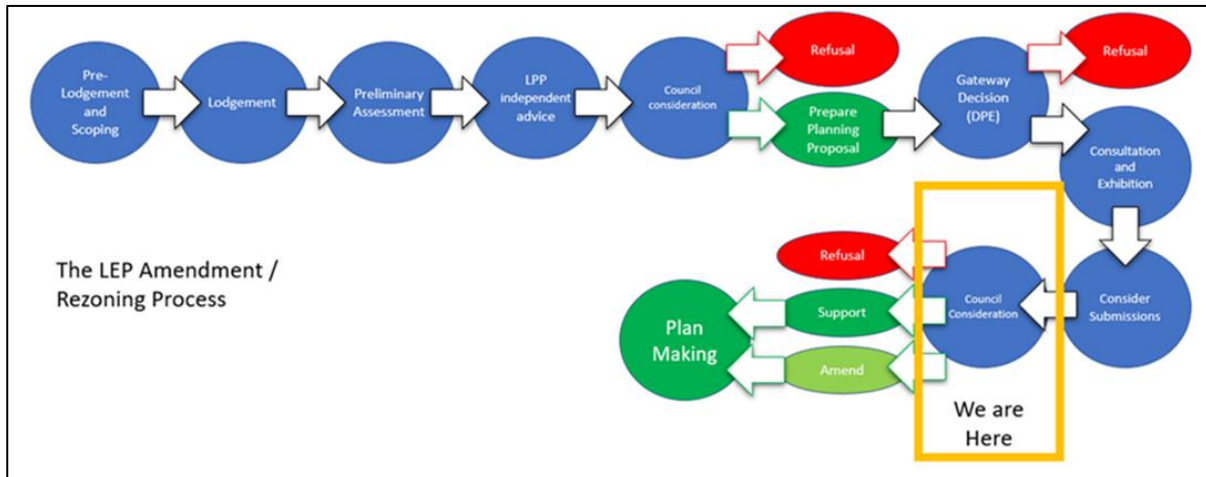 Pre-
Lodgement
and
Scoping
Lodgement
Preliminary
Assessment
LPP
independent
advice
Council
consideration
Refusal
Prepare
Planning
Proposal
Gateway
Decision
(DPE)
Refusal
Consultation
and
Exhibition
Consider
Submissions
Council
Consideration
Refusal
Support
Amend
Plan
Making
We are
Here
The LEP Amendment /
Rezoning Process